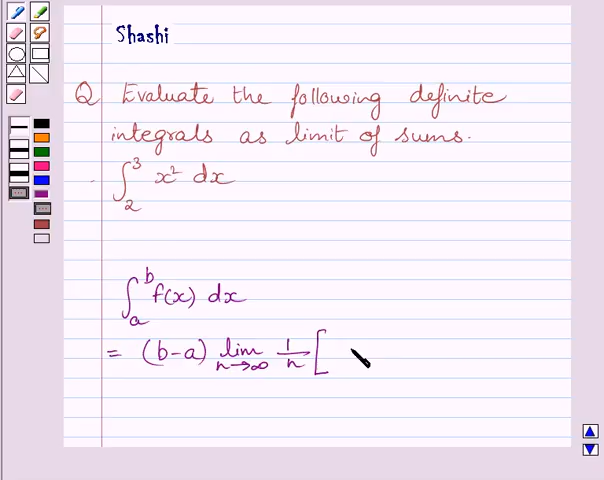 Shashi
Q Evaluate the following definite
integrals as limit of sums.
∫₂³ x² dx
∫ₐᵇ f(x) dx
= (b-a) lim n→∞ 1/n [